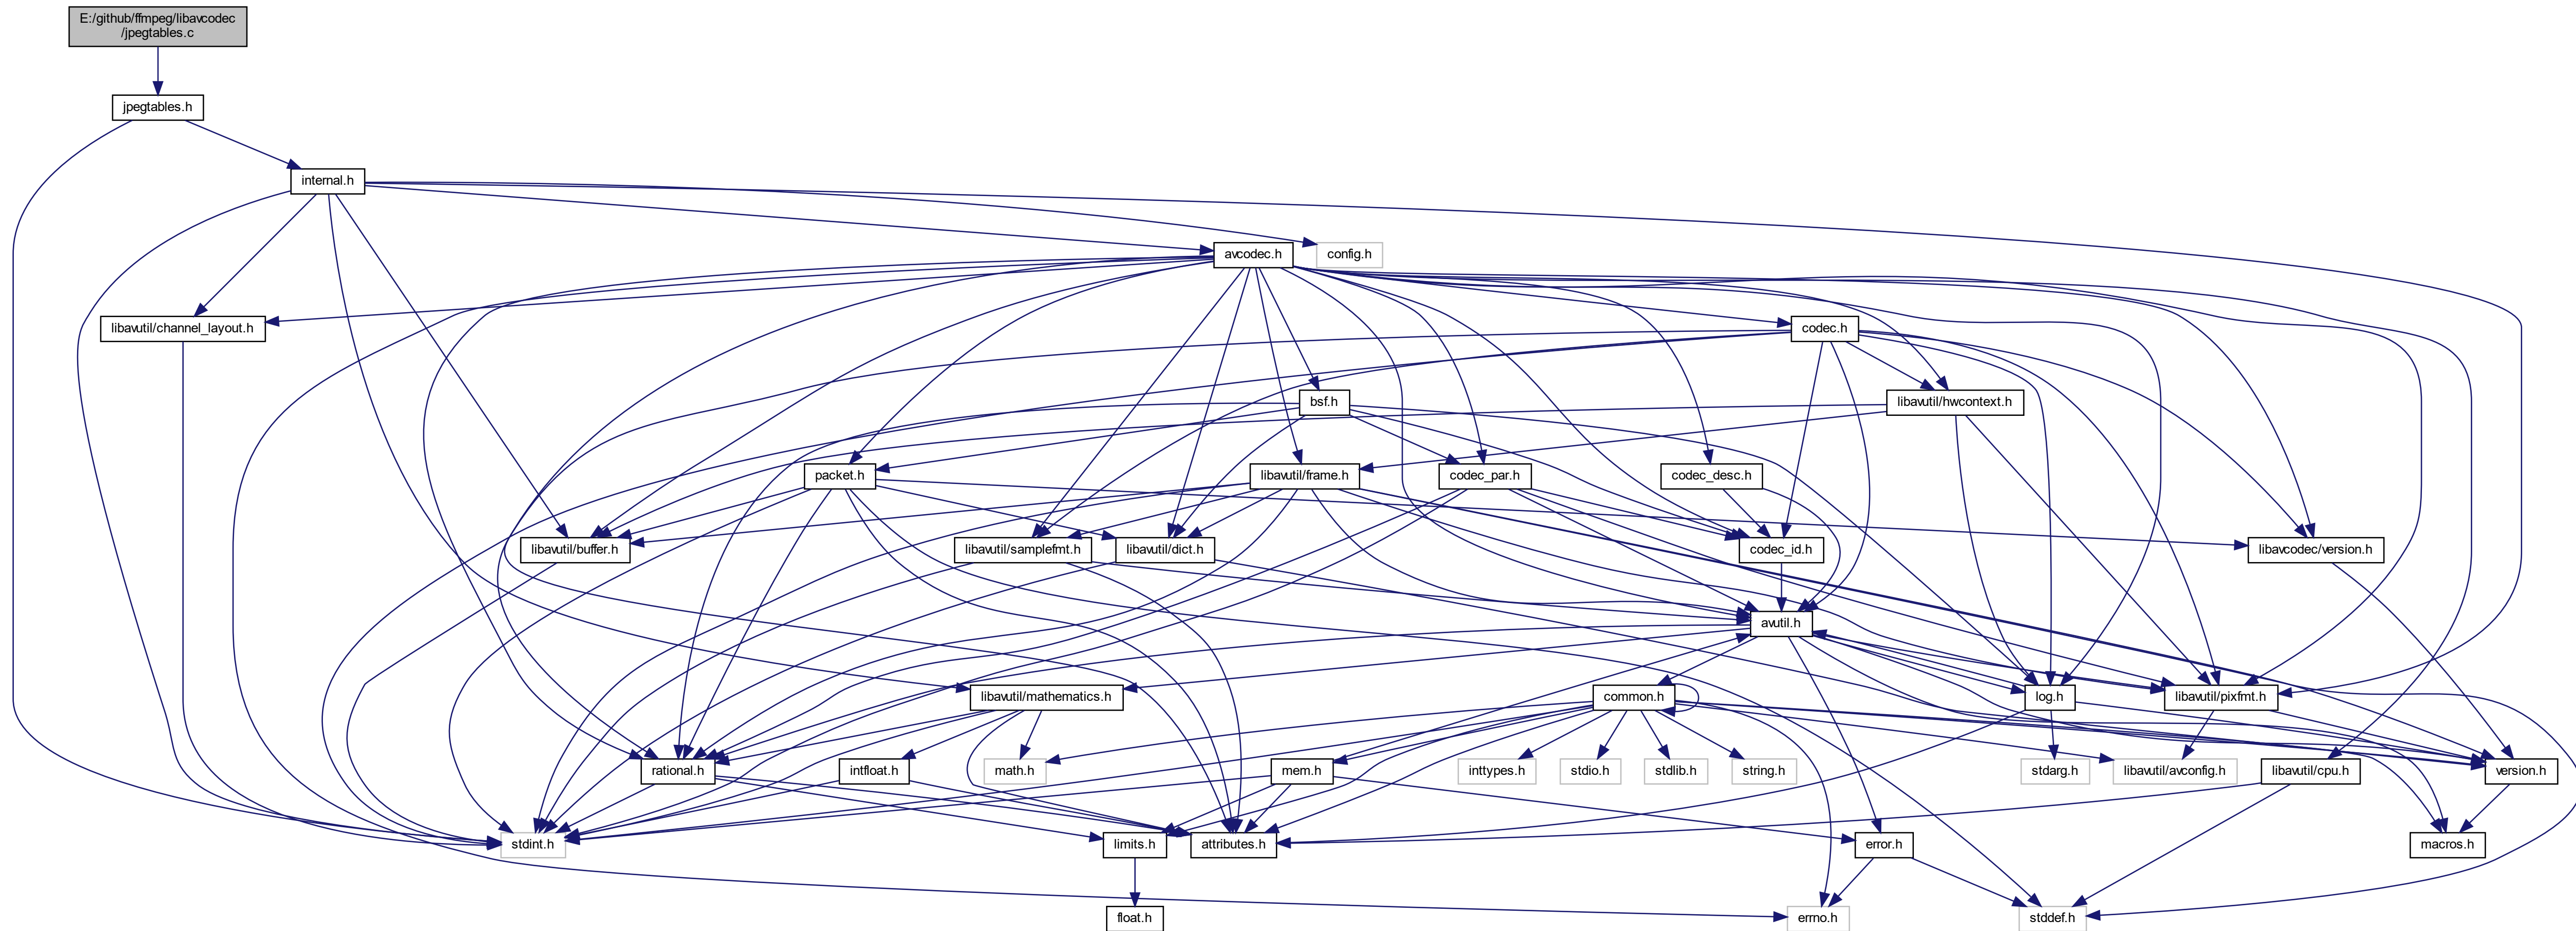 E:/github/ffmpeg/libavcodec
/jpegtables.c
jpegtables.h
internal.h
avcodec.h
config.h
libavutil/channel_layout.h
codec.h
bsf.h
libavutil/hwcontext.h
packet.h
libavutil/frame.h
codec_par.h
codec_desc.h
libavutil/buffer.h
libavutil/samplefmt.h
libavutil/dict.h
codec_id.h
libavcodec/version.h
avutil.h
libavutil/mathematics.h
common.h
log.h
libavutil/pixfmt.h
rational.h
intfloat.h
math.h
mem.h
inttypes.h
stdio.h
stdlib.h
string.h
stdarg.h
libavutil/avconfig.h
libavutil/cpu.h
version.h
stdint.h
limits.h
attributes.h
error.h
macros.h
float.h
errno.h
stddef.h